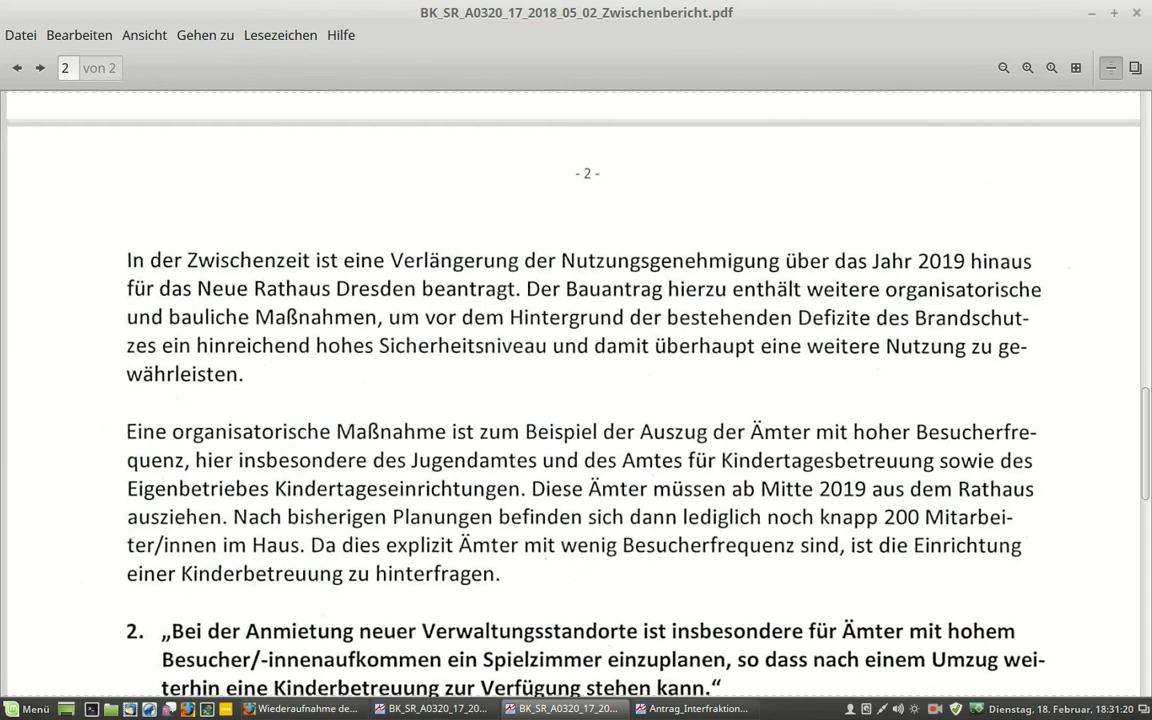 BK_SR_A0320_17_2018_05_02_Zwischenbericht.pdf
Datei Bearbeiten Ansicht Gehen zu Lesezeichen Hilfe
2 von 2
- 2 -
In der Zwischenzeit ist eine Verlängerung der Nutzungsgenehmigung über das Jahr 2019 hinaus
für das Neue Rathaus Dresden beantragt. Der Bauantrag hierzu enthält weitere organisatorische
und bauliche Maßnahmen, um vor dem Hintergrund der bestehenden Defizite des Brandschut-
zes ein hinreichend hohes Sicherheitsniveau und damit überhaupt eine weitere Nutzung zu ge-
währleisten.
Eine organisatorische Maßnahme ist zum Beispiel der Auszug der Ämter mit hoher Besucherfre-
quenz, hier insbesondere des Jugendamtes und des Amtes für Kindertagesbetreuung sowie des
Eigenbetriebes Kindertageseinrichtungen. Diese Ämter müssen ab Mitte 2019 aus dem Rathaus
ausziehen. Nach bisherigen Planungen befinden sich dann lediglich noch knapp 200 Mitarbei-
ter/innen im Haus. Da dies explizit Ämter mit wenig Besucherfrequenz sind, ist die Einrichtung
einer Kinderbetreuung zu hinterfragen.
2. „Bei der Anmietung neuer Verwaltungsstandorte ist insbesondere für Ämter mit hohem
Besucher/-innenaufkommen ein Spielzimmer einzuplanen, so dass nach einem Umzug wei-
terhin eine Kinderbetreuung zur Verfügung stehen kann.“
Menü Wiederaufnahme de... BK_SR_A0320_17_20... BK_SR_A0320_17_20... Antrag_Interfraktion... Dienstag, 18. Februar, 18:31:20